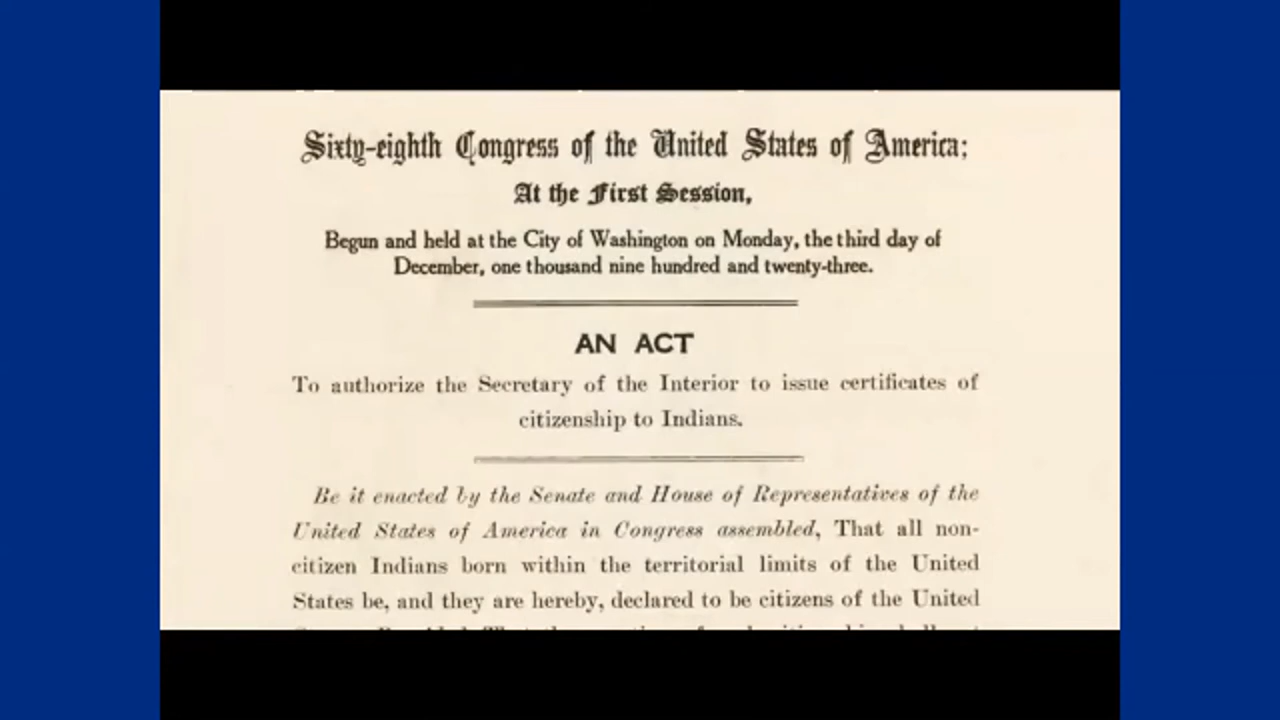 Sixty-eighth Congress of the United States of America;
At the First Session,
Begun and held at the City of Washington on Monday, the third day of
December, one thousand nine hundred and twenty-three.
AN ACT
To authorize the Secretary of the Interior to issue certificates of
citizenship to Indians.
Be it enacted by the Senate and House of Representatives of the
United States of America in Congress assembled, That all non-
citizen Indians born within the territorial limits of the United
States be, and they are hereby, declared to be citizens of the United